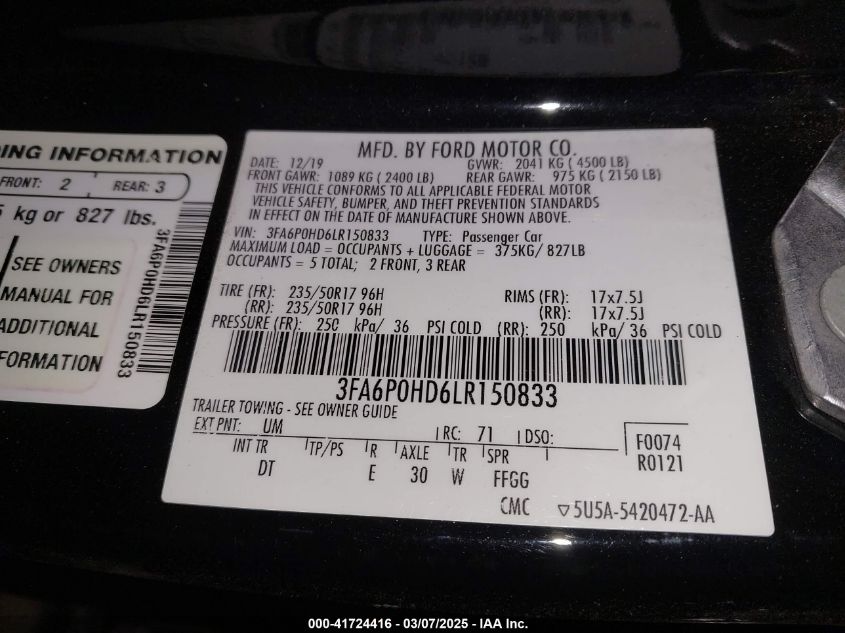 ING INFORMATION
FRONT: 2 REAR: 3
kg or 827 lbs.
SEE OWNERS
MANUAL FOR
ADDITIONAL
FORMATION
3FA6P0HD6LR150833
MFD. BY FORD MOTOR CO.
DATE: 12/19 GVWR: 2041 KG ( 4500 LB)
FRONT GAWR: 1089 KG ( 2400 LB) REAR GAWR: 975 KG ( 2150 LB)
THIS VEHICLE CONFORMS TO ALL APPLICABLE FEDERAL MOTOR
VEHICLE SAFETY, BUMPER, AND THEFT PREVENTION STANDARDS
IN EFFECT ON THE DATE OF MANUFACTURE SHOWN ABOVE.
VIN: 3FA6P0HD6LR150833 TYPE: Passenger Car
MAXIMUM LOAD = OCCUPANTS + LUGGAGE = 375KG/ 827LB
OCCUPANTS = 5 TOTAL; 2 FRONT, 3 REAR
TIRE (FR): 235/50R17 96H RIMS (FR): 17x7.5J
(RR): 235/50R17 96H (RR): 17x7.5J
PRESSURE (FR): 250 kPa/ 36 PSI COLD (RR): 250 kPa/ 36 PSI COLD
3FA6P0HD6LR150833
TRAILER TOWING - SEE OWNER GUIDE
EXT PNT: UM RC: 71 DSO:
INT TR TP/PS R AXLE TR SPR
DT E 30 W FFGG
F0074
R0121
CMC ▽5U5A-5420472-AA
000-41724416 - 03/07/2025 - IAA Inc.